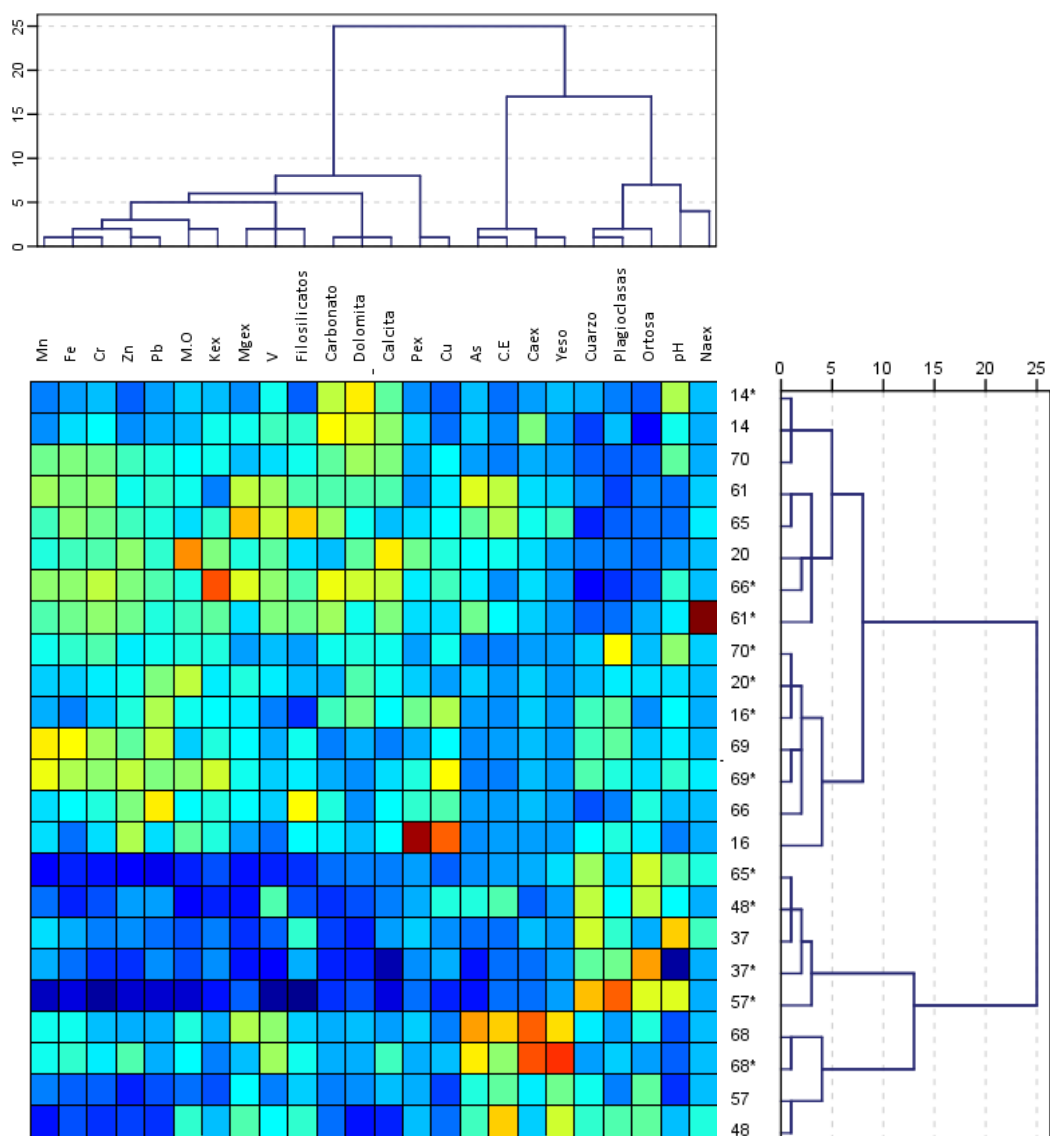 25
20
15
10
5
0
Mn
Fe
Cr
Zn
Pb
M.O
Kex
Mgex
V
Filosilicatos
Carbonato
Dolomita
Calcita
Pex
Cu
As
C.E
Caex
Yeso
Cuarzo
Plagioclasas
Ortosa
pH
Naex
0 5 10 15 20 25
14*
14
70
61
65
20
66*
61*
70*
20*
16*
69
69*
66
16
65*
48*
37
37*
57*
68
68*
57
48